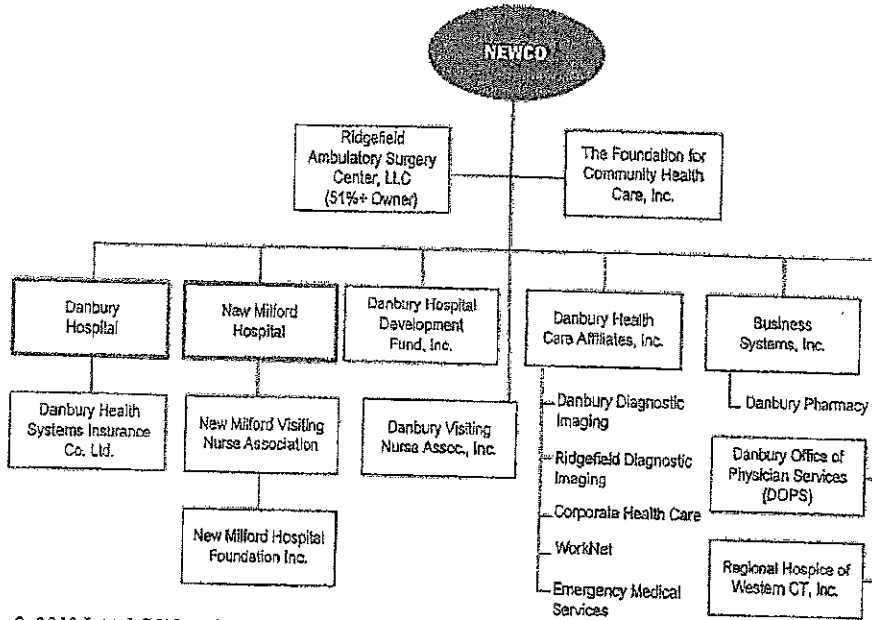 NEWCO
Ridgefield
Ambulatory Surgery
Center, LLC
(51%+ Owner)
The Foundation for
Community Health
Care, Inc.
Danbury
Hospital
New Milford
Hospital
Danbury Hospital
Development
Fund, Inc.
Danbury Health
Care Affiliates, Inc.
Business
Systems, Inc.
Danbury Health
Systems Insurance
Co. Ltd.
New Milford Visiting
Nurse Association
Danbury Visiting
Nurse Assoc., Inc.
Danbury Diagnostic
Imaging
Danbury Pharmacy
Ridgefield Diagnostic
Imaging
Danbury Office of
Physician Services
(DOPS)
New Milford Hospital
Foundation Inc.
Corporate Health Care
WorkNet
Emergency Medical
Services
Regional Hospice of
Western CT, Inc.